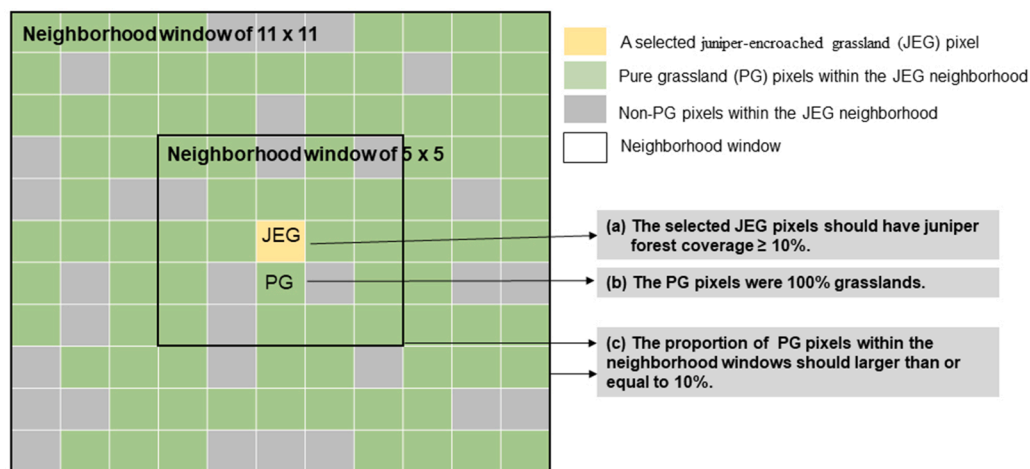 Neighborhood window of 11 x 11
Neighborhood window of 5 x 5
JEG
PG
A selected juniper-encroached grassland (JEG) pixel
Pure grassland (PG) pixels within the JEG neighborhood
Non-PG pixels within the JEG neighborhood
Neighborhood window
(a) The selected JEG pixels should have juniper
forest coverage ≥ 10%.
(b) The PG pixels were 100% grasslands.
(c) The proportion of PG pixels within the
neighborhood windows should larger than or
equal to 10%.